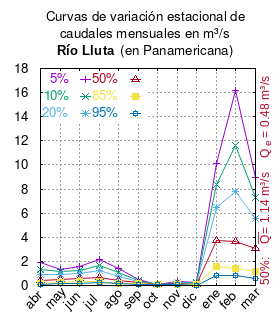 Curvas de variación estacional de
caudales mensuales en m³/s
Río Lluta (en Panamericana)
18
16
14
12
10
8
6
4
2
0
5%
50%
10%
85%
20%
95%
abr
may
jun
jul
ago
sep
oct
nov
dic
ene
feb
mar
50%: Q= 1.14 m³/s Q e = 0.48 m³/s